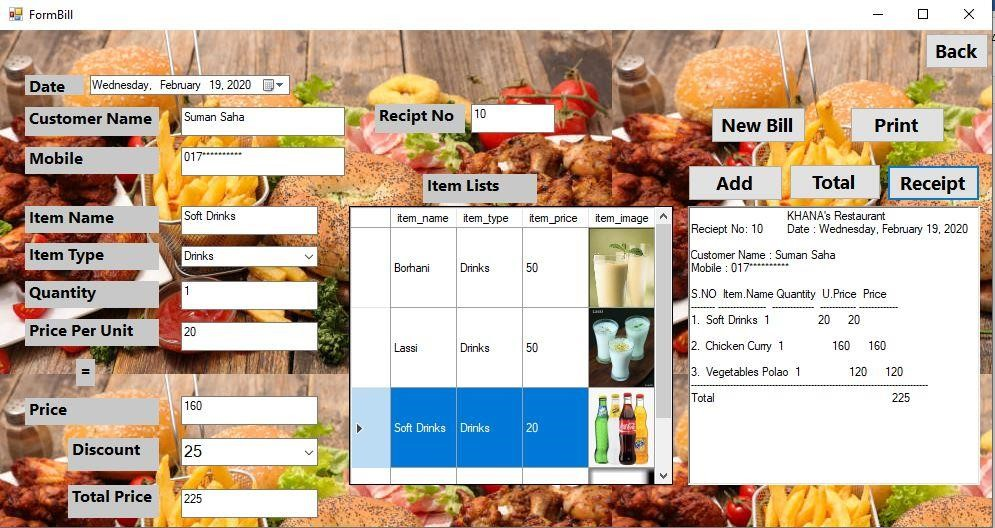 FormBill
Back
Date
Wednesday, February 19, 2020
Customer Name
Suman Saha
Recipt No
10
New Bill
Print
Mobile
017**********
Item Lists
Add
Total
Receipt
Item Name
Soft Drinks
Item Type
Drinks
Quantity
1
Price Per Unit
20
=
Price
160
Discount
25
Total Price
225
item_name item_type item_price item_image
Borhani Drinks 50
Lassi Drinks 50
Soft Drinks Drinks 20
KHANA's Restaurant
Reciept No: 10 Date : Wednesday, February 19, 2020
Customer Name : Suman Saha
Mobile : 017**********
S.NO Item.Name Quantity U.Price Price
1. Soft Drinks 1 20 20
2. Chicken Curry 1 160 160
3. Vegetables Polao 1 120 120
Total 225